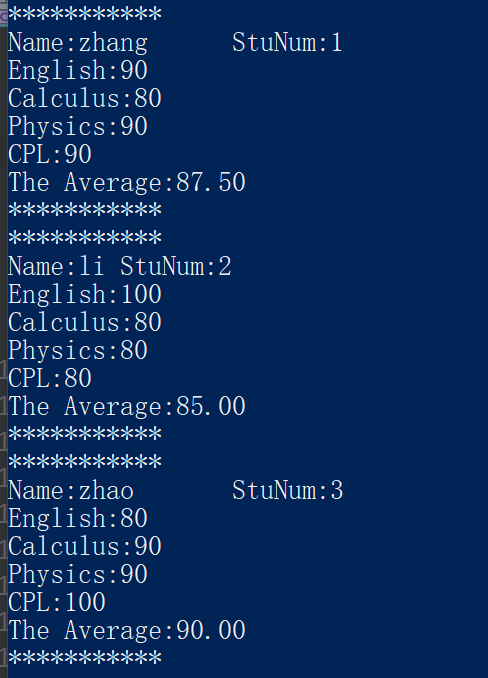 ***********
Name:zhang      StuNum:1
English:90
Calculus:80
Physics:90
CPL:90
The Average:87.50
***********
***********
Name:li StuNum:2
English:100
Calculus:80
Physics:80
CPL:80
The Average:85.00
***********
***********
Name:zhao       StuNum:3
English:80
Calculus:90
Physics:90
CPL:100
The Average:90.00
***********